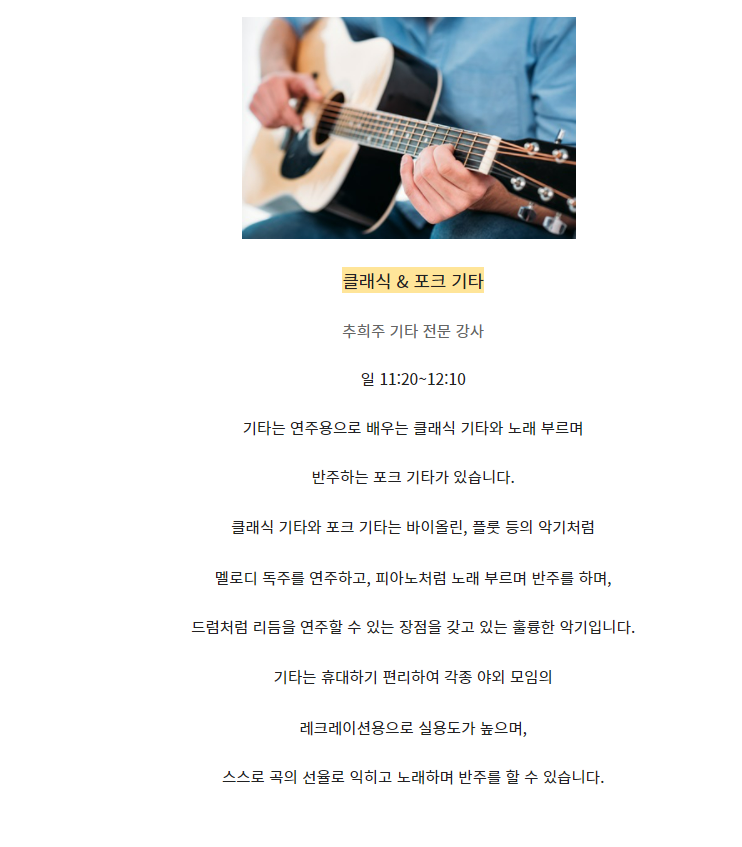 클래식 & 포크 기타
추희주 기타 전문 강사
일 11:20~12:10
기타는 연주용으로 배우는 클래식 기타와 노래 부르며
반주하는 포크 기타가 있습니다.
클래식 기타와 포크 기타는 바이올린, 플룻 등의 악기처럼
멜로디 독주를 연주하고, 피아노처럼 노래 부르며 반주를 하며,
드럼처럼 리듬을 연주할 수 있는 장점을 갖고 있는 훌륭한 악기입니다.
기타는 휴대하기 편리하여 각종 야외 모임의
레크레이션용으로 실용도가 높으며,
스스로 곡의 선율로 익히고 노래하며 반주를 할 수 있습니다.